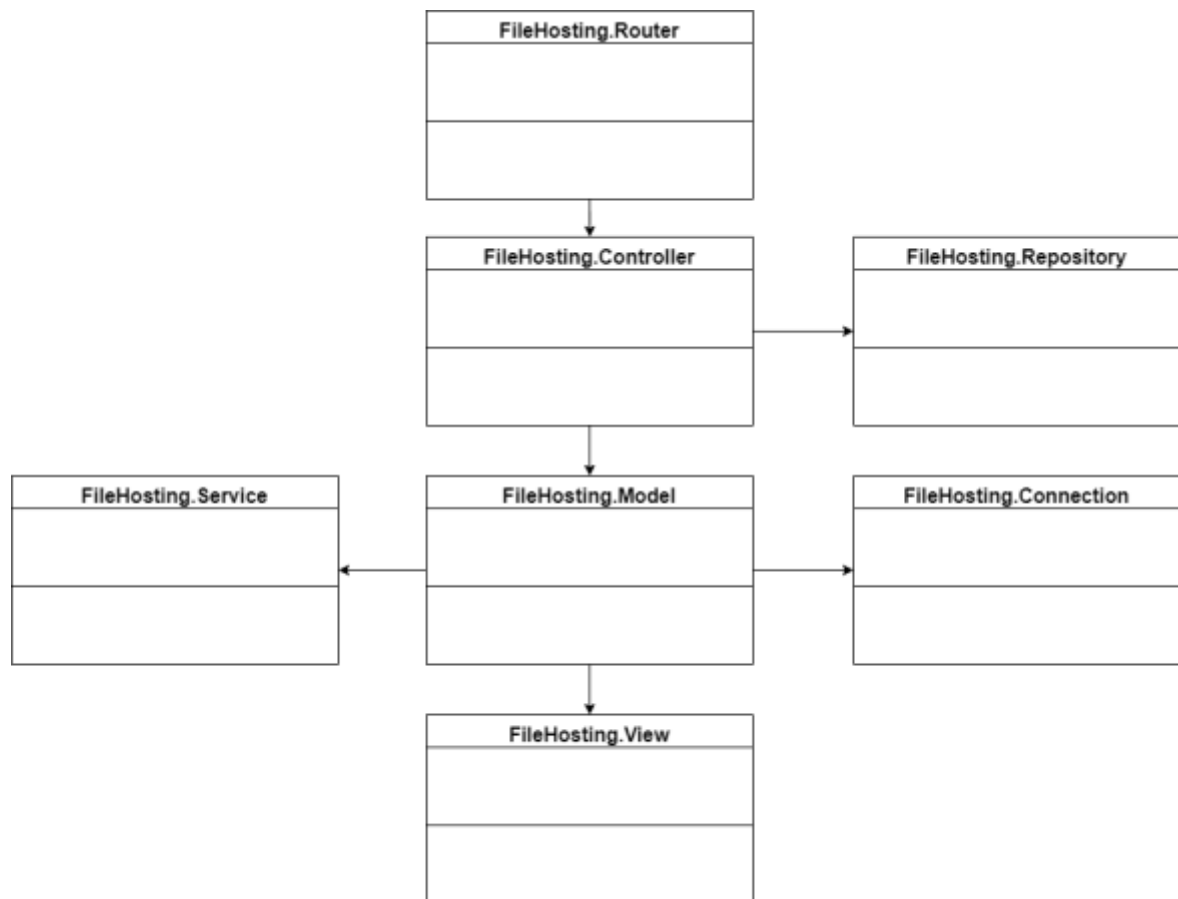 FileHosting.Router
FileHosting.Controller
FileHosting.Repository
FileHosting.Service
FileHosting.Model
FileHosting.Connection
FileHosting.View